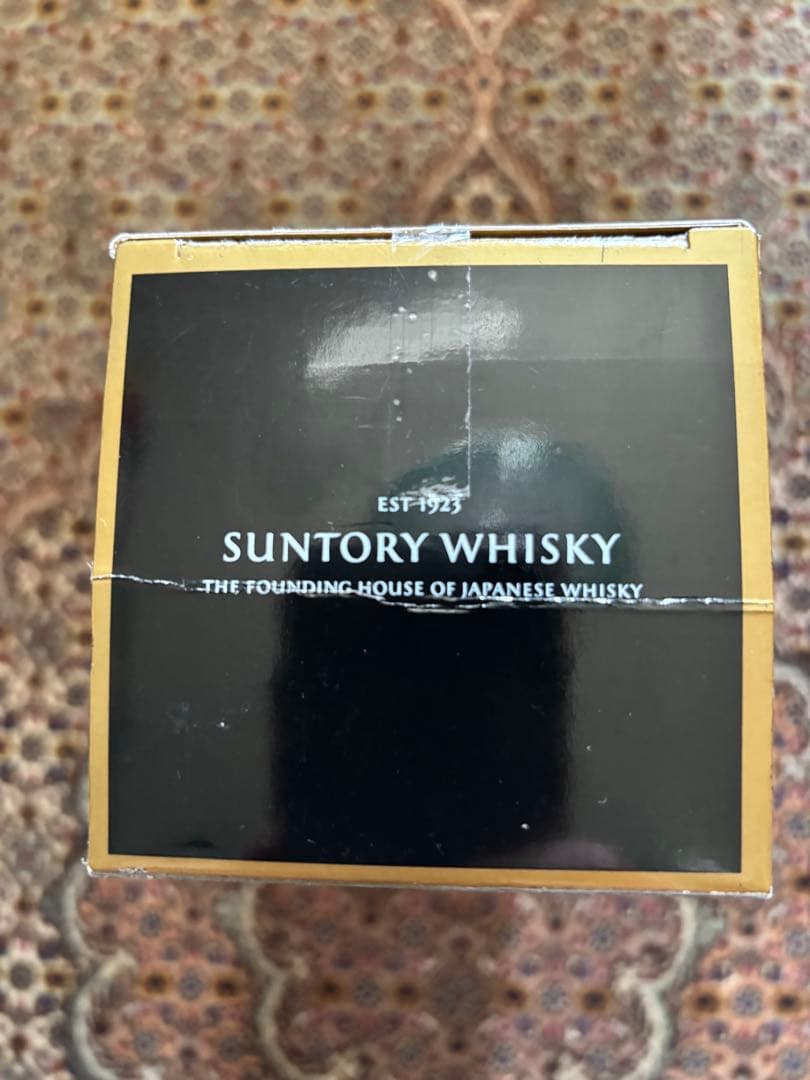 EST 1923
SUNTORY WHISKY
THE FOUNDING HOUSE OF JAPANESE WHISKY